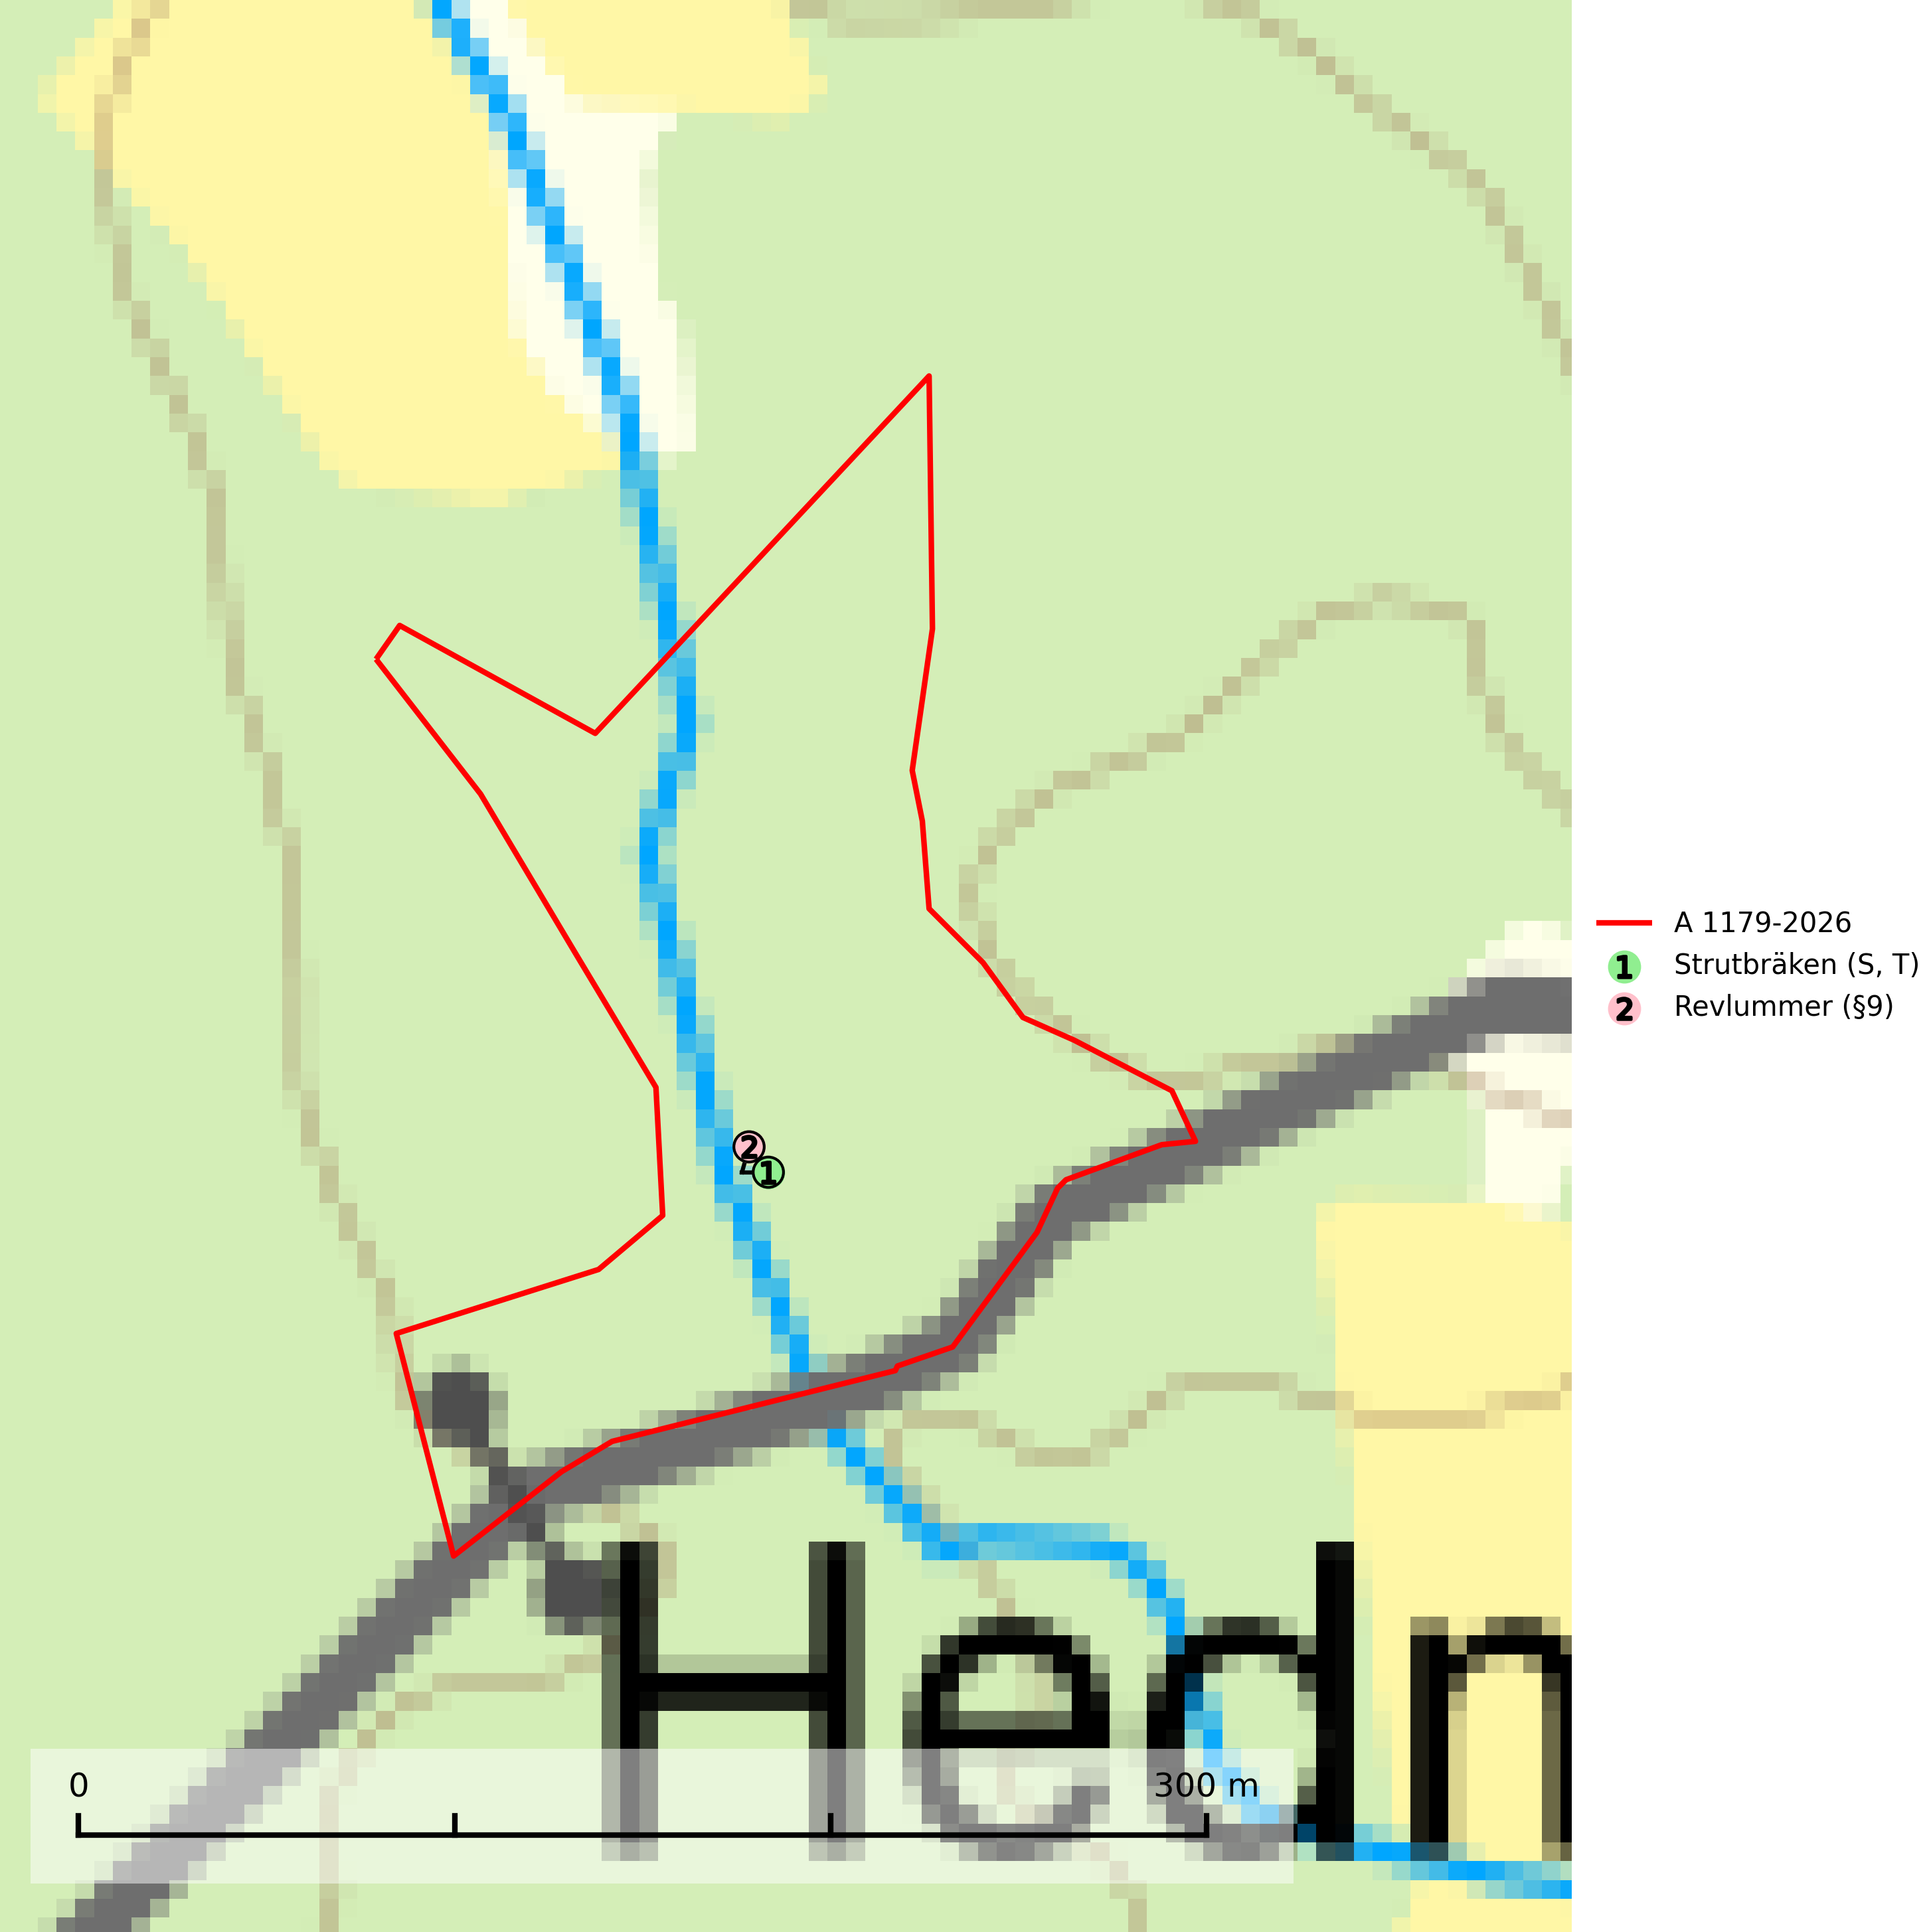 2
1
A 1179-2026
1 Strutbräken (S, T)
2 Revlummer (§9)
Hedn
0 300 m